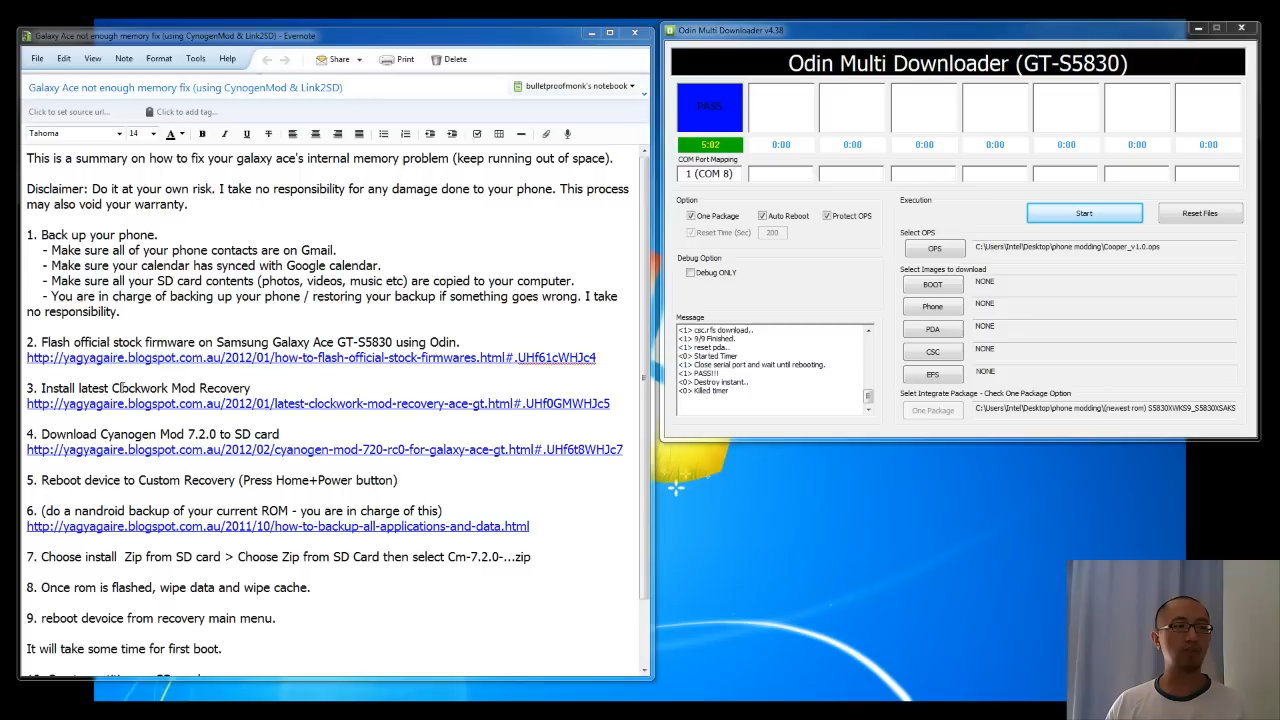 Galaxy Ace not enough memory fix (using CynogenMod & Link2SD) - Evernote
File Edit View Note Format Tools Help Share Print Delete
Galaxy Ace not enough memory fix (using CynogenMod & Link2SD)
bulletproofmonk's notebook
Click to set source url... Click to add tag...
Tahoma 14 A B I U T
This is a summary on how to fix your galaxy ace's internal memory problem (keep running out of space).
Disclaimer: Do it at your own risk. I take no responsibility for any damage done to your phone. This process
may also void your warranty.
1. Back up your phone.
- Make sure all of your phone contacts are on Gmail.
- Make sure your calendar has synced with Google calendar.
- Make sure all your SD card contents (photos, videos, music etc) are copied to your computer.
- You are in charge of backing up your phone / restoring your backup if something goes wrong. I take
no responsibility.
2. Flash official stock firmware on Samsung Galaxy Ace GT-S5830 using Odin.
http://yagyagaire.blogspot.com.au/2012/01/how-to-flash-official-stock-firmwares.html#.UHf61cWHJc4
3. Install latest Clockwork Mod Recovery
http://yagyagaire.blogspot.com.au/2012/01/latest-clockwork-mod-recovery-ace-gt.html#.UHf0GMWHJc5
4. Download Cyanogen Mod 7.2.0 to SD card
http://yagyagaire.blogspot.com.au/2012/02/cyanogen-mod-720-rc0-for-galaxy-ace-gt.html#.UHf6t8WHJc7
5. Reboot device to Custom Recovery (Press Home+Power button)
6. (do a nandroid backup of your current ROM - you are in charge of this)
http://yagyagaire.blogspot.com.au/2011/10/how-to-backup-all-applications-and-data.html
7. Choose install Zip from SD card > Choose Zip from SD Card then select Cm-7.2.0-...zip
8. Once rom is flashed, wipe data and wipe cache.
9. reboot devoice from recovery main menu.
It will take some time for first boot.
Odin Multi Downloader v4.38
Odin Multi Downloader (GT-S5830)
PASS
5:02 0:00 0:00 0:00 0:00 0:00 0:00 0:00
COM Port Mapping
1 (COM 8)
Option
One Package Auto Reboot Protect OPS
Reset Time (Sec) 200
Debug Option
Debug ONLY
Message
<1> csc.rfs download..
<1> 9/9 Finished.
<1> reset pda..
<0> Started Timer
<1> Close serial port and wait until rebooting.
<1> PASS!!!
<0> Destroy instant..
<0> Killed timer
Execution
Start Reset Files
Select OPS
OPS C:\Users\Intel\Desktop\phone modding\Cooper_v1.0.ops
Select Images to download
BOOT NONE
Phone NONE
PDA NONE
CSC NONE
EFS NONE
Selet Integrate Package - Check One Package Option
One Package C:\Users\Intel\Desktop\phone modding\(newest rom) S5830XWKS9_S5830XSAKS